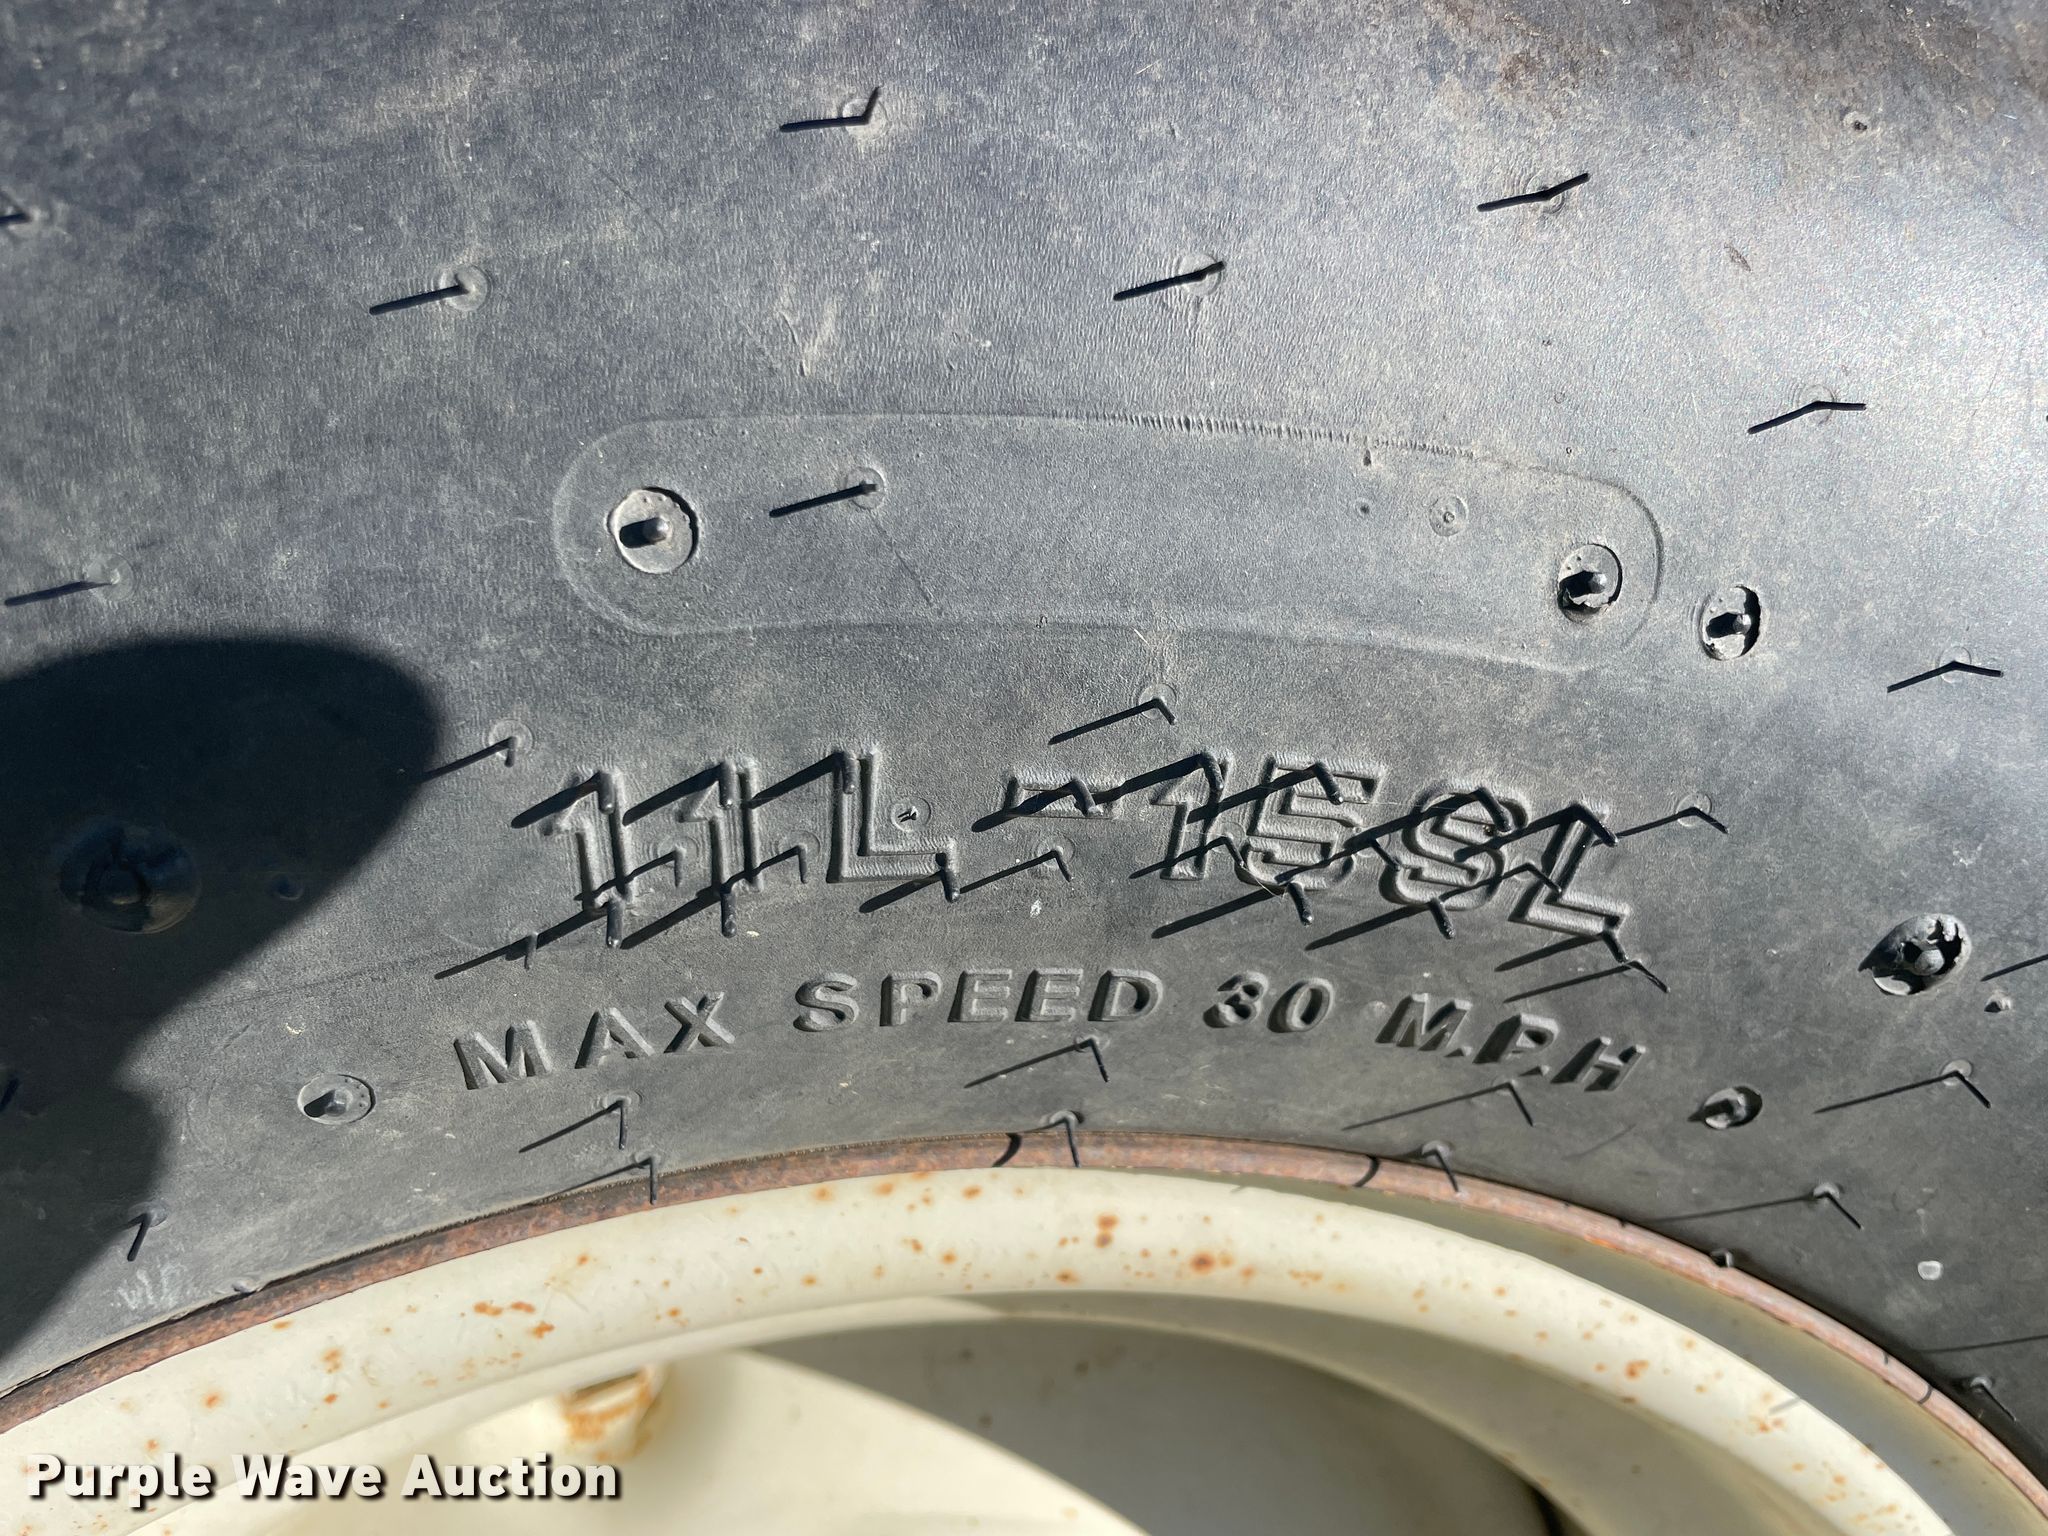 11L-15SL
MAX SPEED 30 M.P.H
Purple Wave Auction